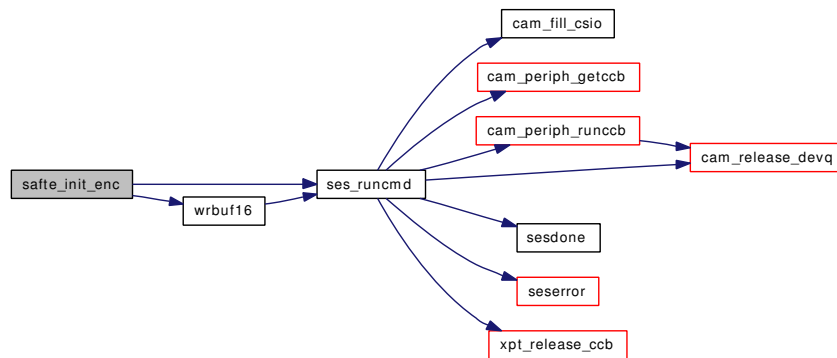 cam_fill_csio
cam_periph_getccb
cam_periph_runccb
cam_release_devq
safte_init_enc
ses_runcmd
wrbuf16
sesdone
seserror
xpt_release_ccb